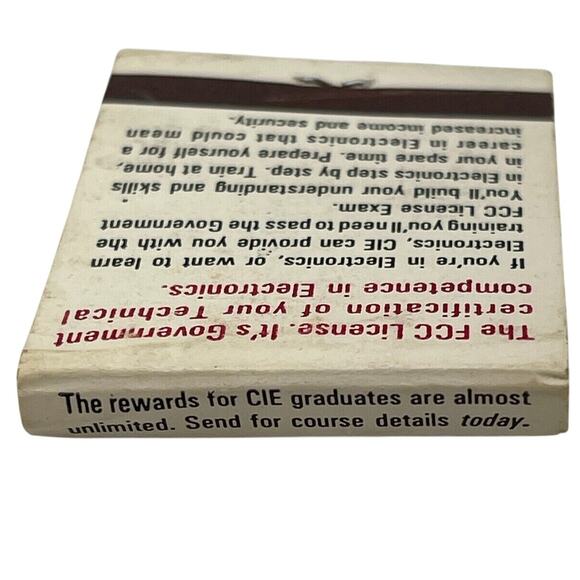 The FCC License. It's Government
certification of your Technical
competence in Electronics.
If you're in Electronics, or want to learn
Electronics, CIE can provide you with the
training you'll need to pass the Government
FCC License Exam.
You'll build your understanding and skills
in Electronics step by step. Train at home,
in your spare time. Prepare yourself for a
career in Electronics that could mean
increased income and security.
The rewards for CIE graduates are almost
unlimited. Send for course details today.